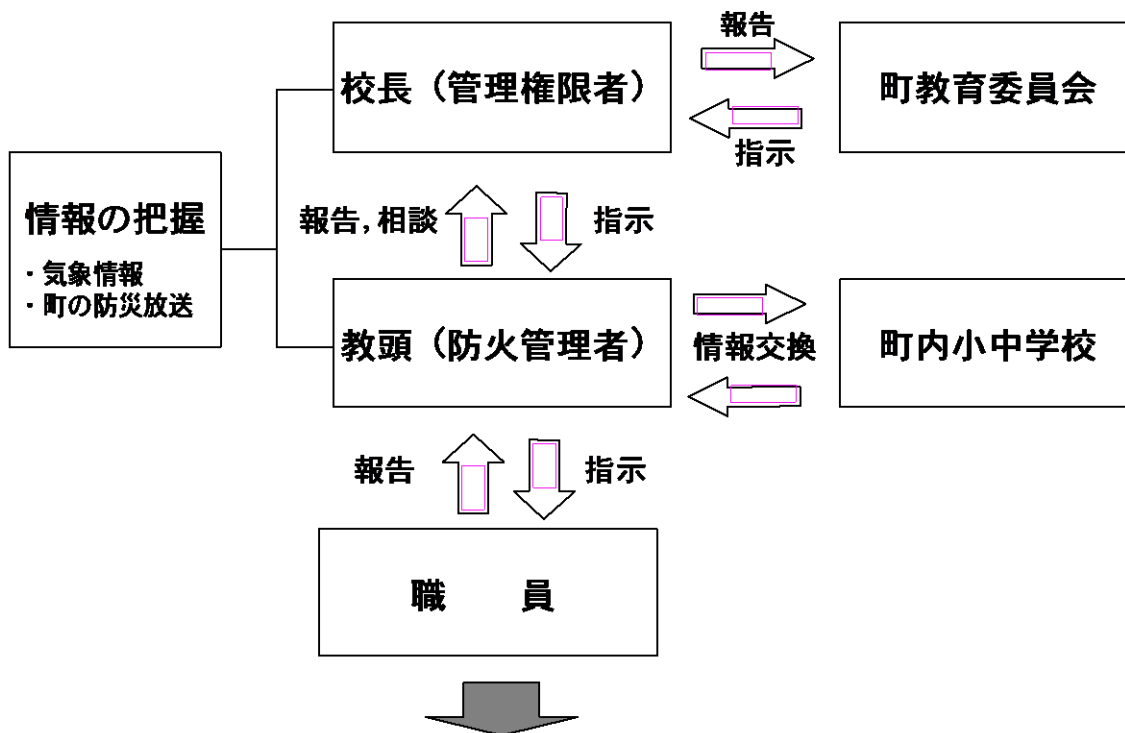 報告
校長（管理権限者）
町教育委員会
指示
情報の把握
・気象情報
・町の防災放送
報告，相談
指示
教頭（防火管理者）
情報交換
町内小中学校
報告
指示
職　　員